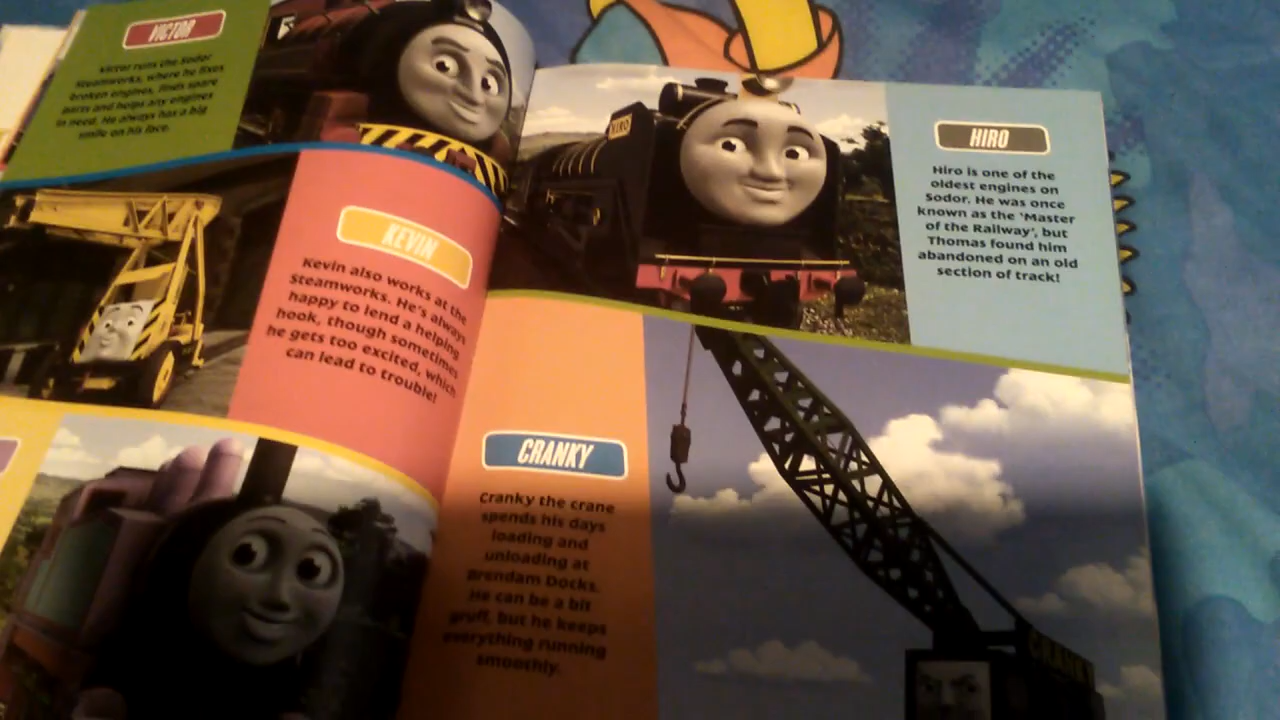 VICTOR
Victor runs the Sodor
Steamworks, where he fixes
broken engines, finds spare
parts and helps any engines
in need. He always has a big
smile on his face.
KEVIN
Kevin also works at the
Steamworks. He's always
happy to lend a helping
hook, though sometimes
he gets too excited, which
can lead to trouble!
HIRO
HIRO
Hiro is one of the
oldest engines on
Sodor. He was once
known as the 'Master
of the Railway', but
Thomas found him
abandoned on an old
section of track!
CRANKY
Cranky the crane
spends his days
loading and
unloading at
Brendam Docks.
He can be a bit
gruff, but he keeps
everything running
smoothly.
CRANKY